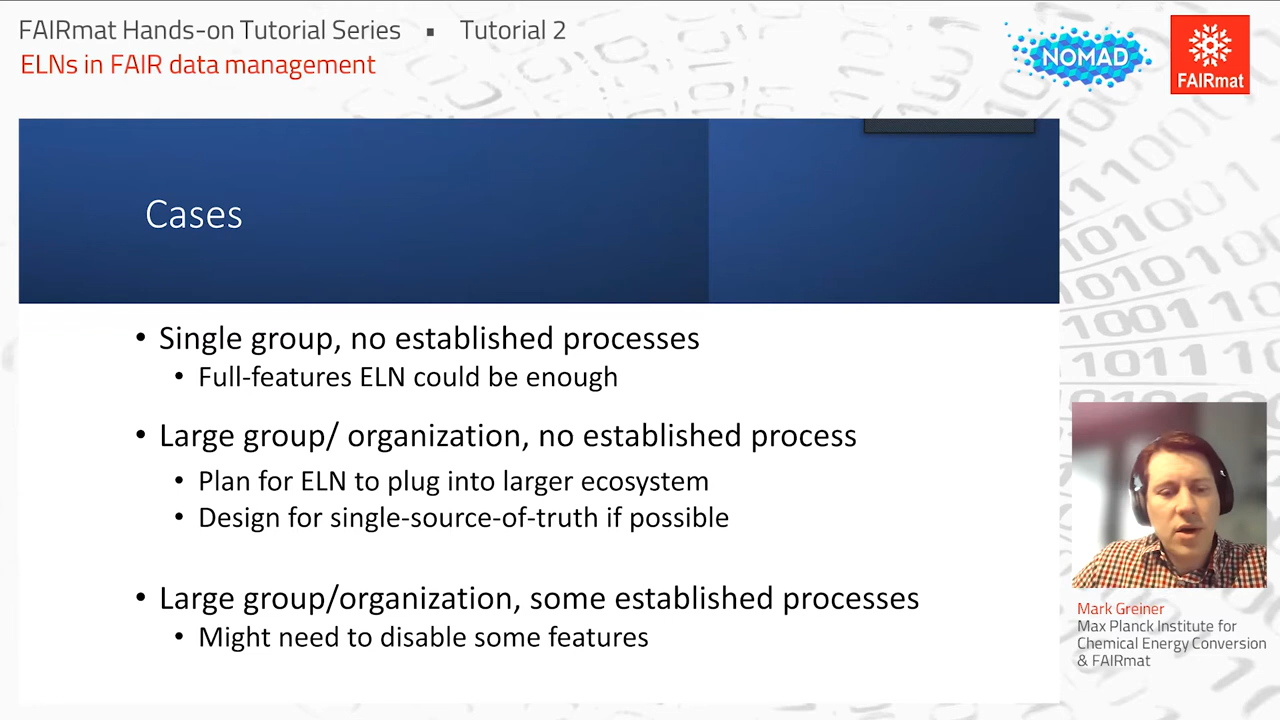 FAIRmat Hands-on Tutorial Series ▪ Tutorial 2
ELNs in FAIR data management
NOMAD
FAIRmat
Cases
• Single group, no established processes
• Full-features ELN could be enough
• Large group/ organization, no established process
• Plan for ELN to plug into larger ecosystem
• Design for single-source-of-truth if possible
• Large group/organization, some established processes
• Might need to disable some features
Mark Greiner
Max Planck Institute for
Chemical Energy Conversion
& FAIRmat